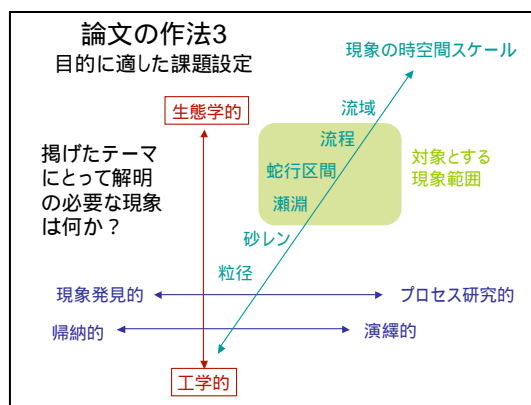 論文の作法3
目的に適した課題設定
現象の時空間スケール
生態学的
流域
流程
掲げたテーマ
にとって解明
の必要な現象
は何か？
蛇行区間
対象とする
現象範囲
瀬淵
砂レン
粒径
現象発見的
プロセス研究的
帰納的
演繹的
工学的